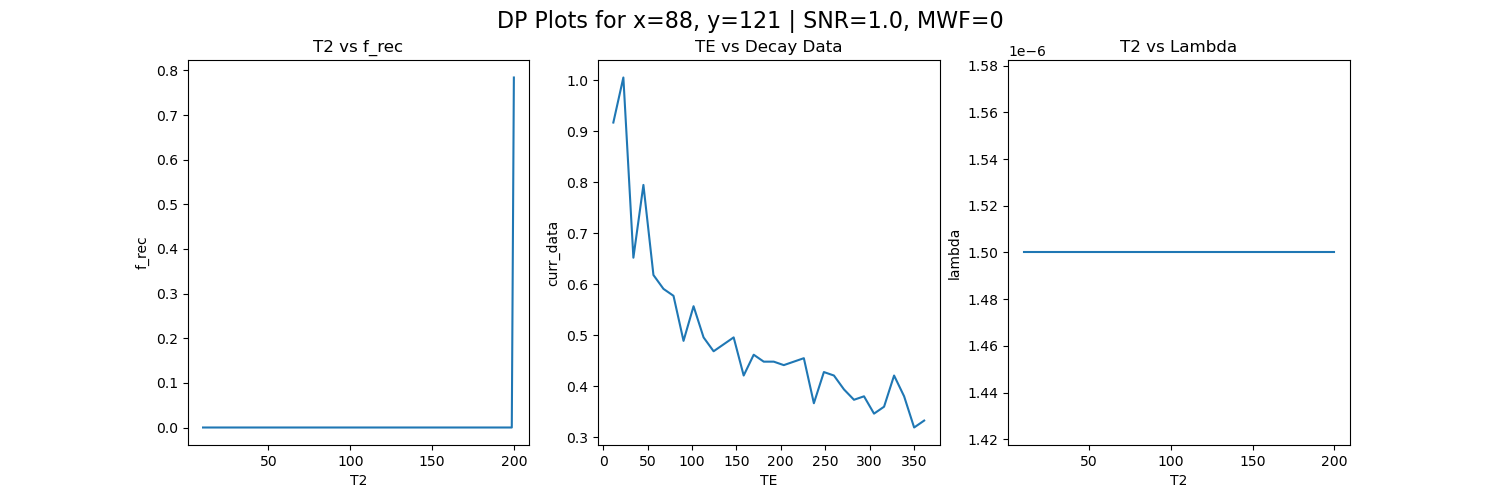 DP Plots for x=88, y=121 | SNR=1.0, MWF=0
T2 vs f_rec
0.8
0.7
0.6
0.5
0.4
0.3
0.2
0.1
0.0
f_rec
50 100 150 200
T2
TE vs Decay Data
1.0
0.9
0.8
0.7
0.6
0.5
0.4
0.3
curr_data
0 50 100 150 200 250 300 350
TE
T2 vs Lambda
1e−6
1.58
1.56
1.54
1.52
1.50
1.48
1.46
1.44
1.42
lambda
50 100 150 200
T2